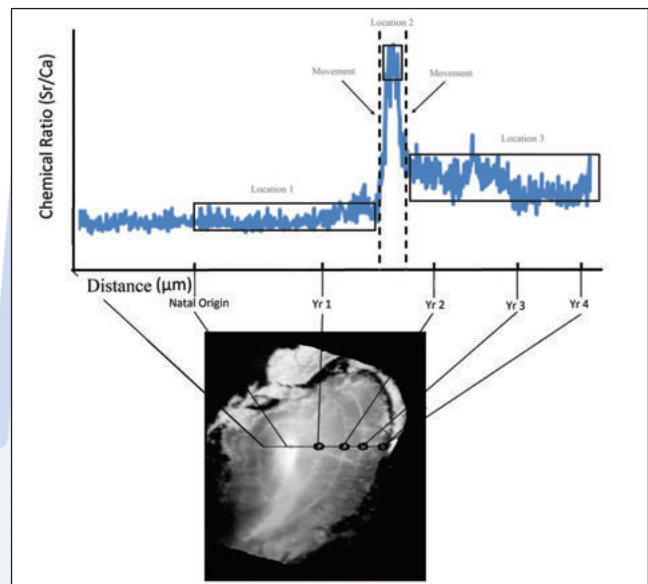 Location 2
Movement
Movement
Location 3
Location 1
Chemical Ratio (Sr/Ca)
Distance (µm)
Natal Origin
Yr 1
Yr 2
Yr 3
Yr 4